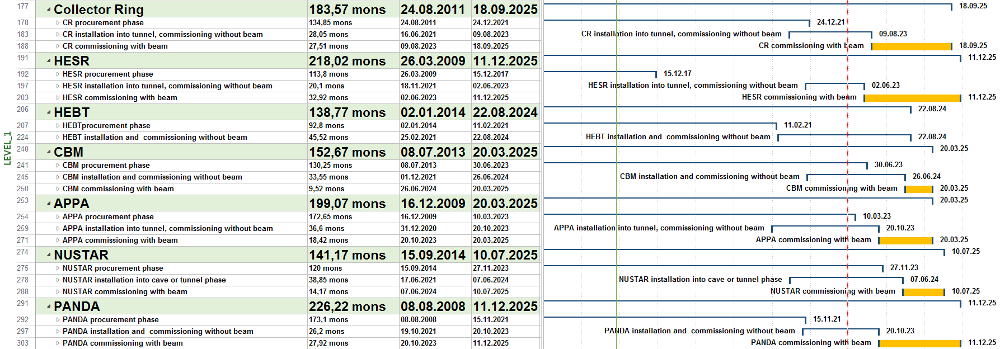 LEVEL_1
177 Collector Ring 183,57 mons 24.08.2011 18.09.2025 18.09.25
178 CR procurement phase 134,85 mons 24.08.2011 24.12.2021 24.12.21
183 CR installation into tunnel, commissioning without beam 28,05 mons 16.06.2021 09.08.2023 CR installation into tunnel, commissioning without beam 09.08.23
188 CR commissioning with beam 27,51 mons 09.08.2023 18.09.2025 CR commissioning with beam 18.09.25
191 HESR 218,02 mons 26.03.2009 11.12.2025 11.12.25
192 HESR procurement phase 113,8 mons 26.03.2009 15.12.2017 15.12.17
197 HESR installation into tunnel, commissioning without beam 20,1 mons 18.11.2021 02.06.2023 HESR installation into tunnel, commissioning without beam 02.06.23
203 HESR commissioning with beam 32,92 mons 02.06.2023 11.12.2025 HESR commissioning with beam 11.12.25
206 HEBT 138,77 mons 02.01.2014 22.08.2024 22.08.24
207 HEBTprocurement phase 92,8 mons 02.01.2014 11.02.2021 11.02.21
224 HEBT installation and  commissioning without beam 45,52 mons 25.02.2021 22.08.2024 HEBT installation and  commissioning without beam 22.08.24
240 CBM 152,67 mons 08.07.2013 20.03.2025 20.03.25
241 CBM procurement phase 130,25 mons 08.07.2013 30.06.2023 30.06.23
245 CBM installation and commissioning without beam 33,55 mons 01.12.2021 26.06.2024 CBM installation and commissioning without beam 26.06.24
250 CBM commissioning with beam 9,52 mons 26.06.2024 20.03.2025 CBM commissioning with beam 20.03.25
253 APPA 199,07 mons 16.12.2009 20.03.2025 20.03.25
254 APPA procurement phase 172,65 mons 16.12.2009 10.03.2023 10.03.23
259 APPA installation into tunnel, commissioning without beam 36,6 mons 31.12.2020 20.10.2023 APPA installation into tunnel, commissioning without beam 20.10.23
271 APPA commissioning with beam 18,42 mons 20.10.2023 20.03.2025 APPA commissioning with beam 20.03.25
274 NUSTAR 141,17 mons 15.09.2014 10.07.2025 10.07.25
275 NUSTAR procurement phase 120 mons 15.09.2014 27.11.2023 27.11.23
278 NUSTAR installation into cave or tunnel phase 38,85 mons 17.06.2021 07.06.2024 NUSTAR installation into cave or tunnel phase 07.06.24
288 NUSTAR commissioning with beam 14,17 mons 07.06.2024 10.07.2025 NUSTAR commissioning with beam 10.07.25
291 PANDA 226,22 mons 08.08.2008 11.12.2025 11.12.25
292 PANDA procurement phase 173,1 mons 08.08.2008 15.11.2021 15.11.21
297 PANDA installation and  commissioning without beam 26,2 mons 19.10.2021 20.10.2023 PANDA installation and  commissioning without beam 20.10.23
303 PANDA commissioning with beam 27,92 mons 20.10.2023 11.12.2025 PANDA commissioning with beam 11.12.25